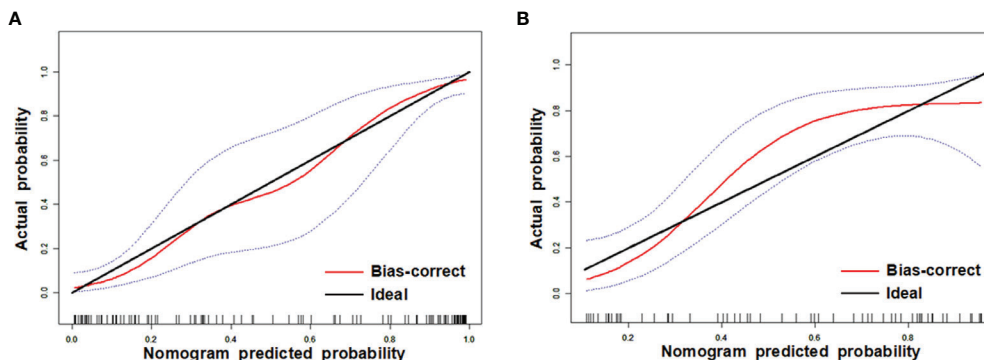 A
Actual probability
1.0
0.8
0.6
0.4
0.2
0.0
Bias-correct
Ideal
0.0 0.2 0.4 0.6 0.8 1.0
Nomogram predicted probability
B
Actual probability
1.0
0.8
0.6
0.4
0.2
0.0
Bias-correct
Ideal
0.2 0.4 0.6 0.8
Nomogram predicted probability